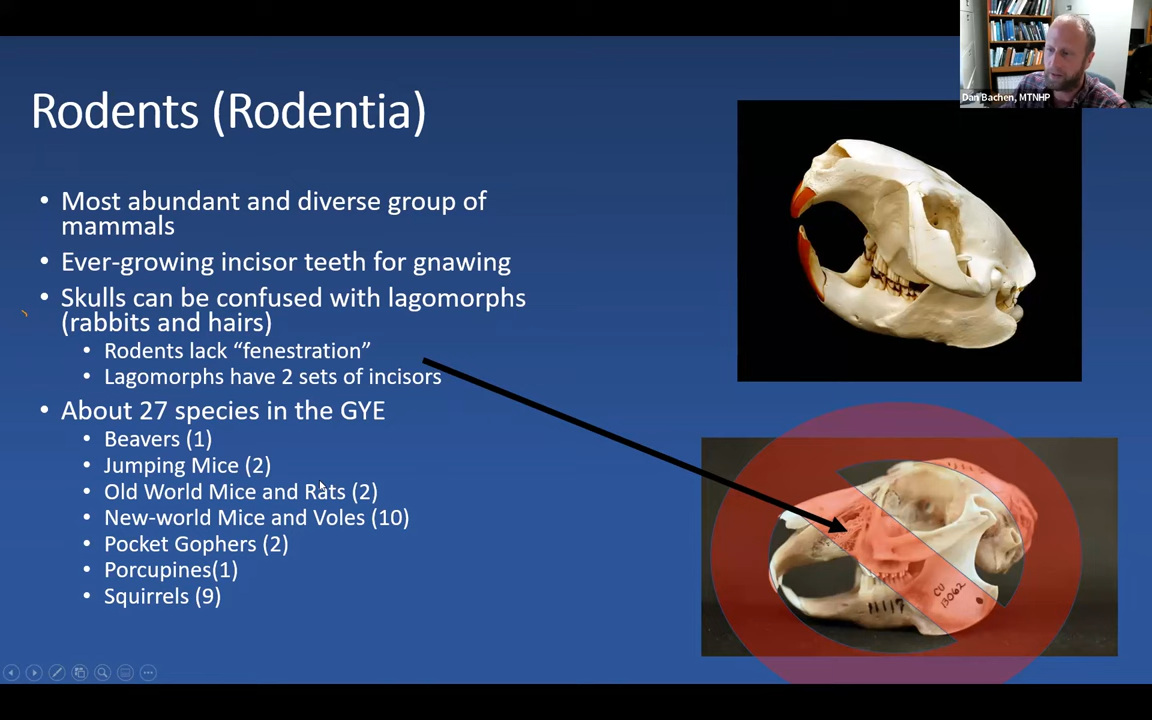 Dan Bachen, MTNHP
Rodents (Rodentia)
• Most abundant and diverse group of
mammals
• Ever-growing incisor teeth for gnawing
• Skulls can be confused with lagomorphs
(rabbits and hairs)
• Rodents lack “fenestration”
• Lagomorphs have 2 sets of incisors
• About 27 species in the GYE
• Beavers (1)
• Jumping Mice (2)
• Old World Mice and Rats (2)
• New-world Mice and Voles (10)
• Pocket Gophers (2)
• Porcupines(1)
• Squirrels (9)
CU
13062